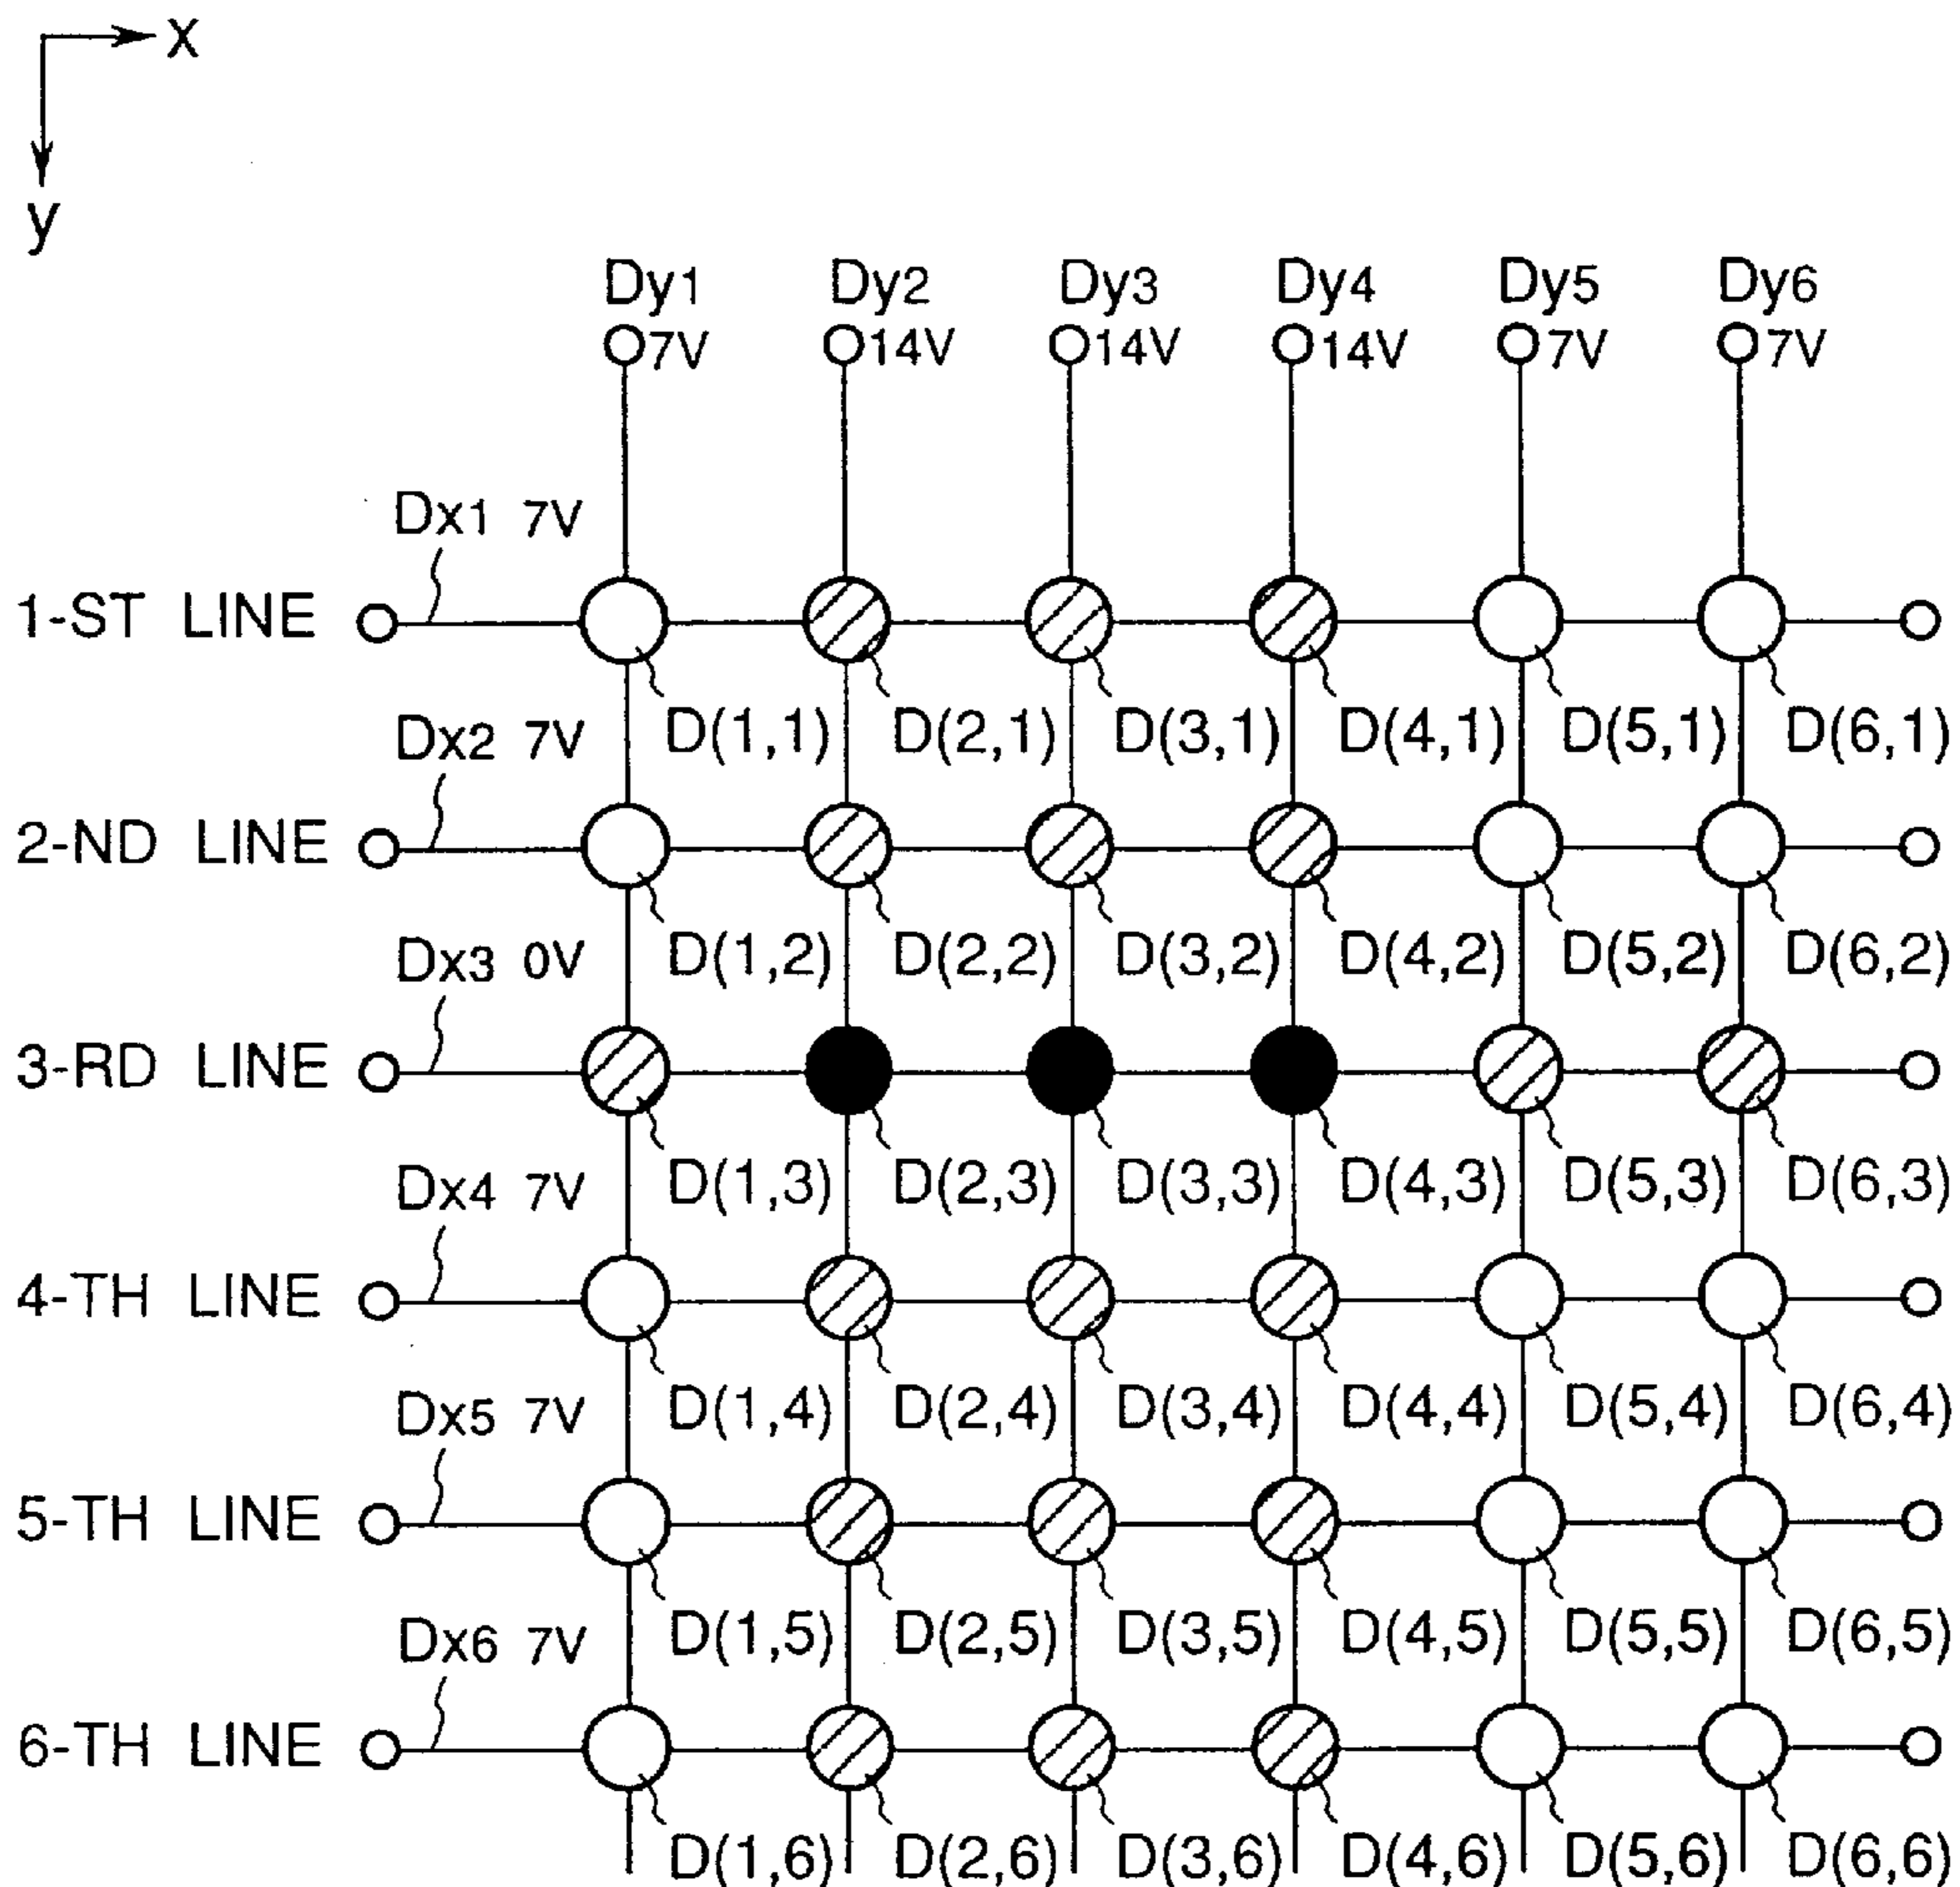 x
y
Dy1 Dy2 Dy3 Dy4 Dy5 Dy6
7V 14V 14V 14V 7V 7V
Dx1 7V
1-ST LINE
D(1,1) D(2,1) D(3,1) D(4,1) D(5,1) D(6,1)
Dx2 7V
2-ND LINE
D(1,2) D(2,2) D(3,2) D(4,2) D(5,2) D(6,2)
Dx3 0V
3-RD LINE
D(1,3) D(2,3) D(3,3) D(4,3) D(5,3) D(6,3)
Dx4 7V
4-TH LINE
D(1,4) D(2,4) D(3,4) D(4,4) D(5,4) D(6,4)
Dx5 7V
5-TH LINE
D(1,5) D(2,5) D(3,5) D(4,5) D(5,5) D(6,5)
Dx6 7V
6-TH LINE
D(1,6) D(2,6) D(3,6) D(4,6) D(5,6) D(6,6)